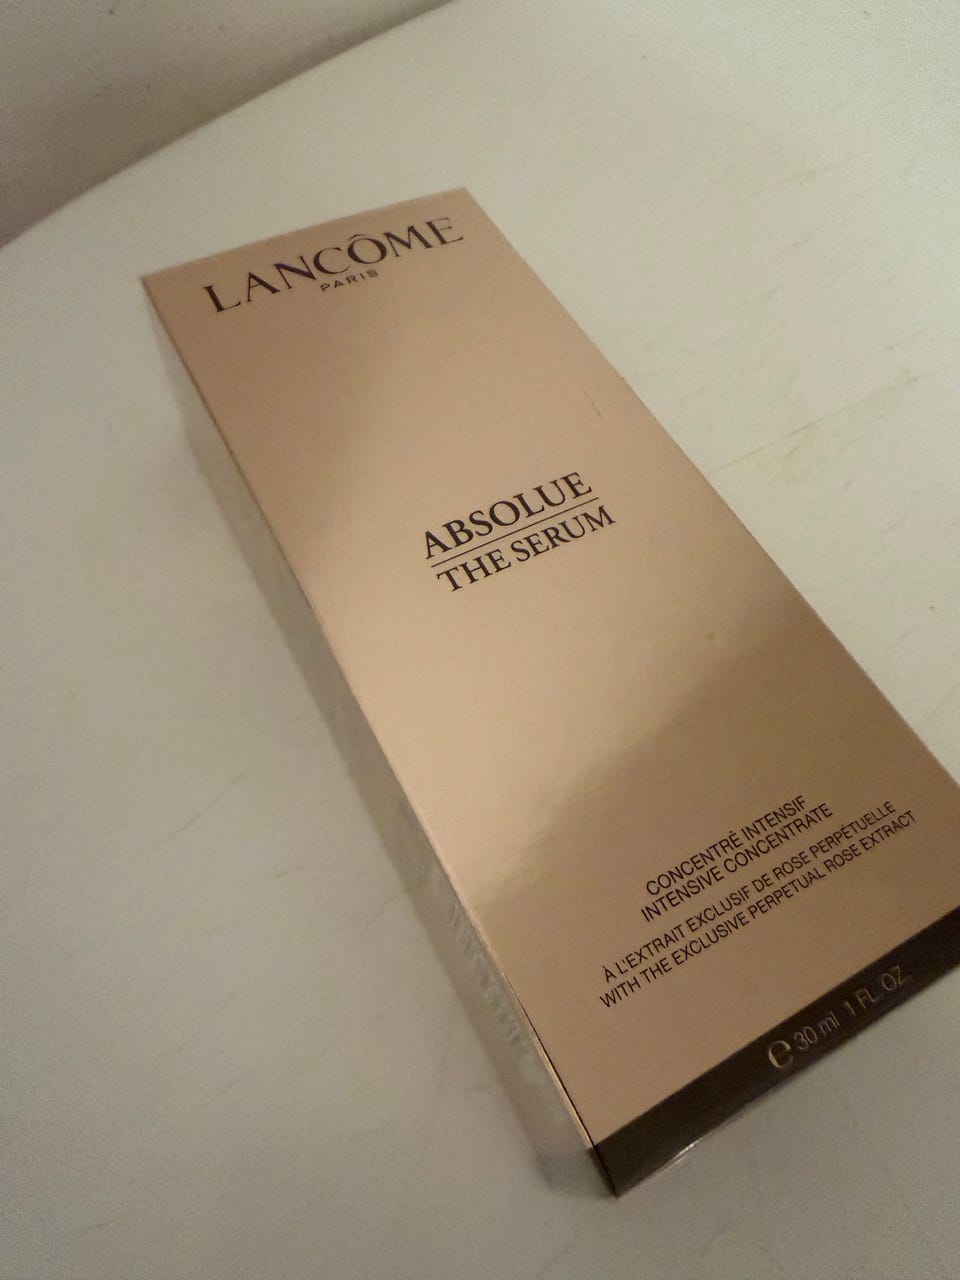 LANCÔME
PARIS
ABSOLUE
THE SERUM
CONCENTRÉ INTENSIF
INTENSIVE CONCENTRATE
À L'EXTRAIT EXCLUSIF DE ROSE PERPÉTUELLE
WITH THE EXCLUSIVE PERPETUAL ROSE EXTRACT
℮ 30 ml 1 FL. OZ.